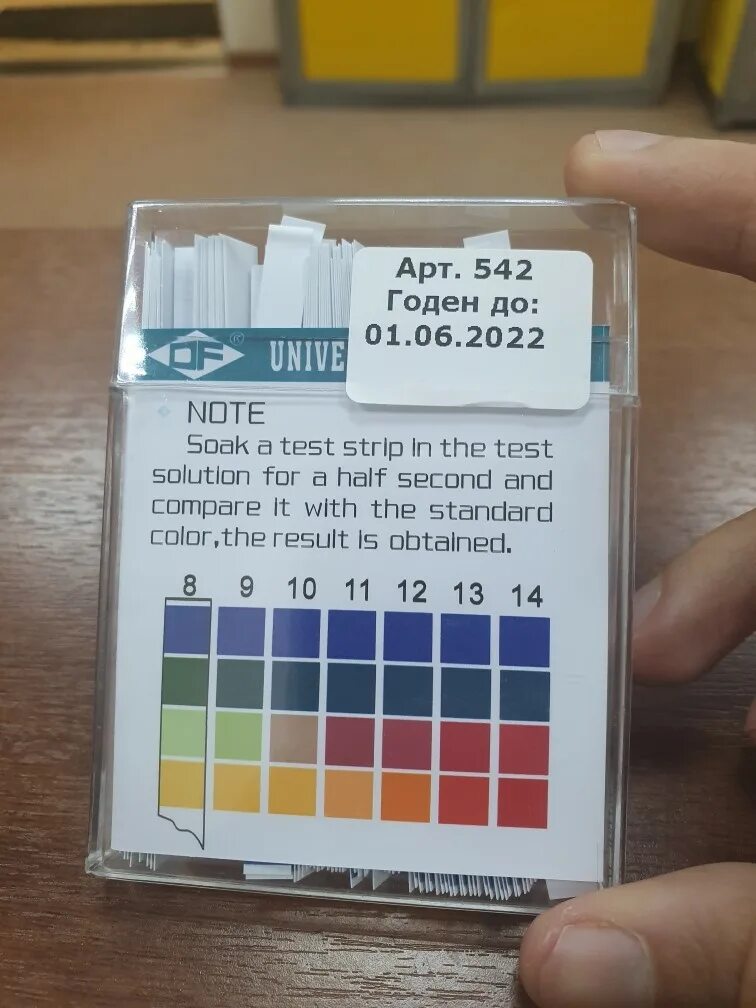 Арт. 542
Годен до:
01.06.2022
DF® UNIVE
NOTE
Soak a test strip in the test
solution for a half second and
compare it with the standard
color,the result is obtained.
8 9 10 11 12 13 14